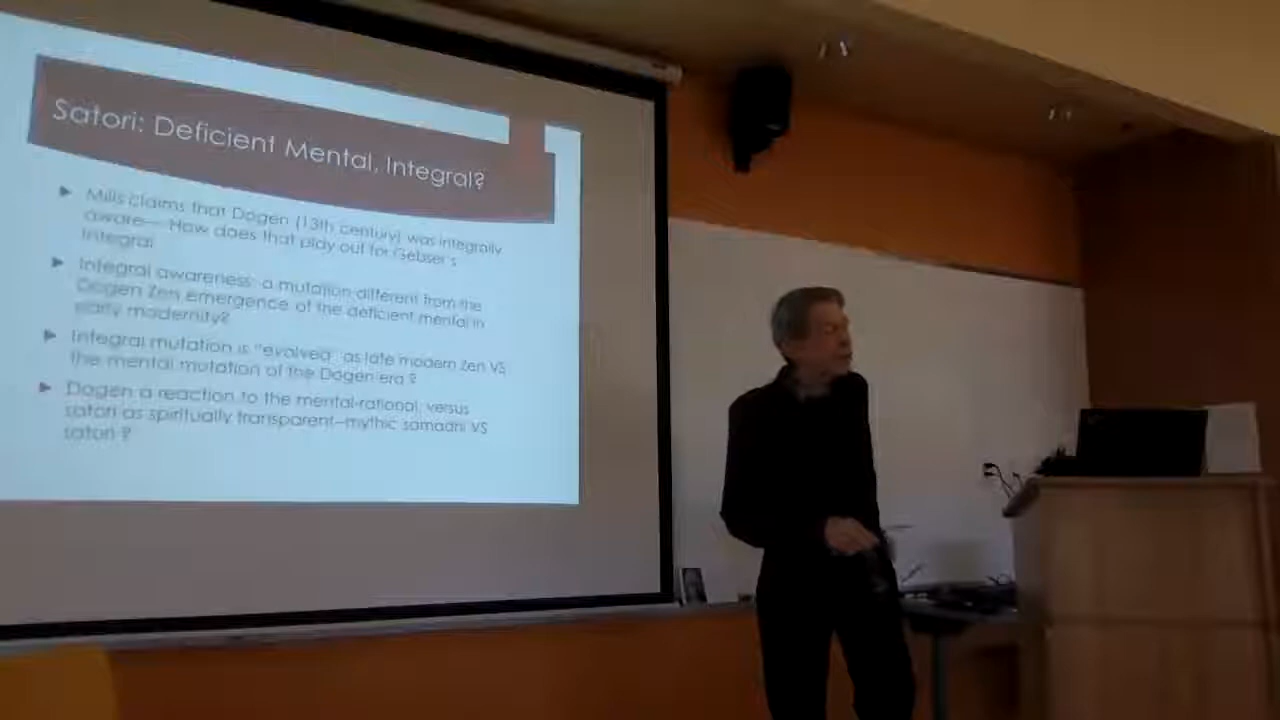 Satori: Deficient Mental, Integral?
Mills claims that Dogen (13th century) was integrally
aware— How does that play out for Gebser's
Integral
Integral awareness: a mutation different from the
Dogen Zen emergence of the deficient mental in
early modernity?
Integral mutation is "evolved" as late modern Zen VS
the mental mutation of the Dogen era ?
Dogen a reaction to the mental-rational, versus
satori as spiritually transparent—mythic samadhi VS
satori ?